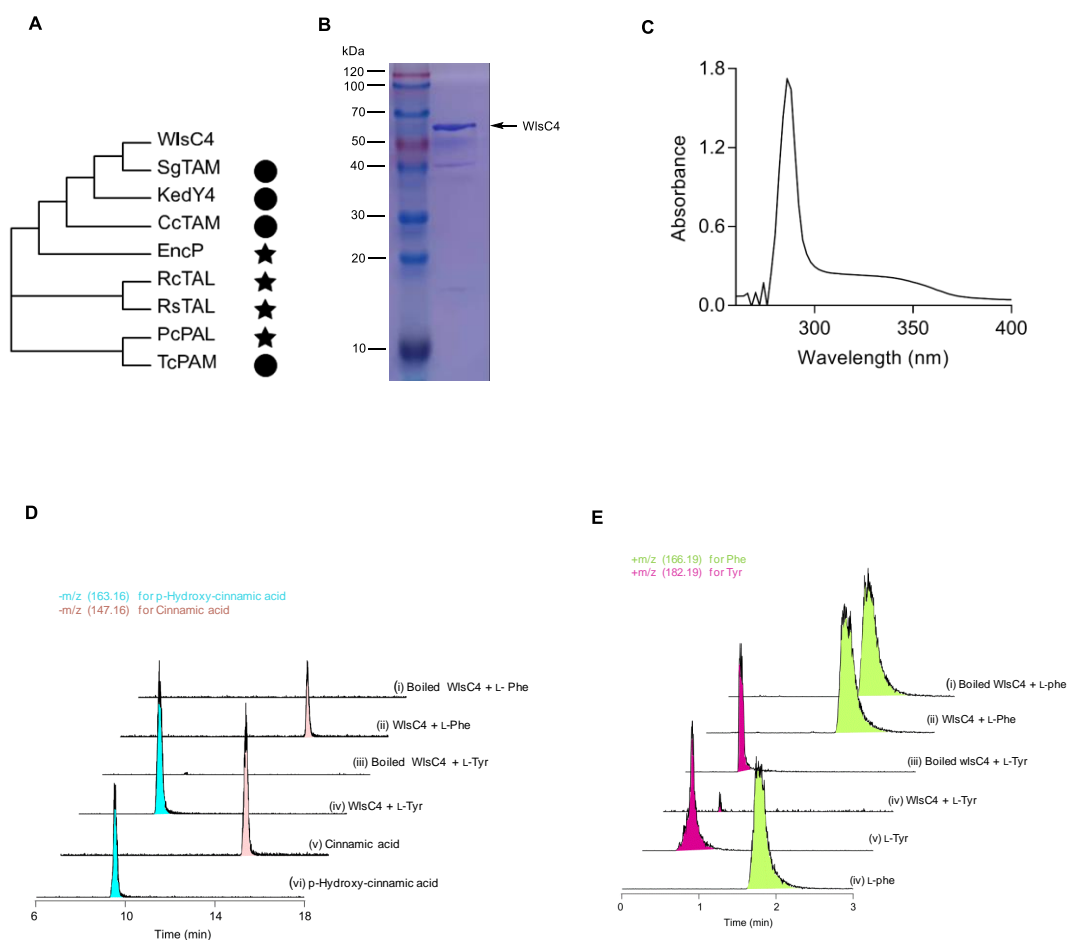 A
WlsC4
SgTAM
KedY4
CcTAM
EncP
RcTAL
RsTAL
PcPAL
TcPAM
B
kDa
120
100
70
50
40
30
20
10
WlsC4
C
1.8
1.2
0.6
0.0
Absorbance
300
350
400
Wavelength (nm)
D
-m/z (163.16) for p-Hydroxy-cinnamic acid
-m/z (147.16) for Cinnamic acid
(i) Boiled WlsC4 + L- Phe
(ii) WlsC4 + L-Phe
(iii) Boiled WlsC4 + L-Tyr
(iv) WlsC4 + L-Tyr
(v) Cinnamic acid
(vi) p-Hydroxy-cinnamic acid
6
10
14
18
Time (min)
E
+m/z (166.19) for Phe
+m/z (182.19) for Tyr
(i) Boiled WlsC4 + L-phe
(ii) WlsC4 + L-Phe
(iii) Boiled wlsC4 + L-Tyr
(iv) WlsC4 + L-Tyr
(v) L-Tyr
(iv) L-phe
0
1
2
3
Time (min)